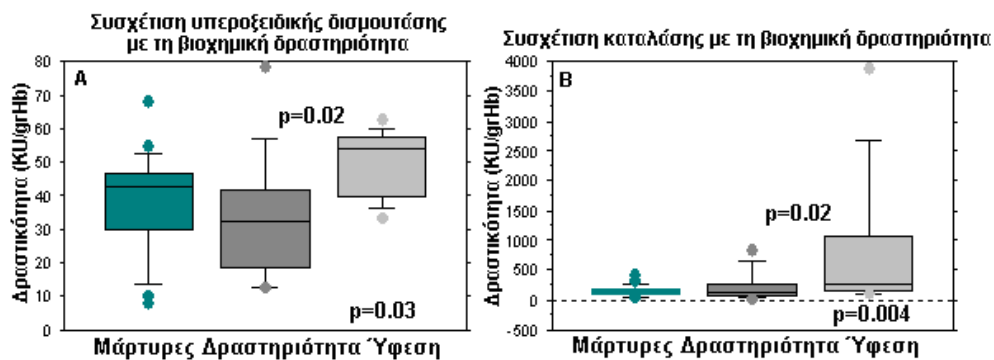 Συσχέτιση υπεροξειδικής δισμουτάσης
με τη βιοχημική δραστηριότητα
A
Δραστικότητα (KU/grHb)
80
70
60
50
40
30
20
10
0
p=0.02
p=0.03
Μάρτυρες Δραστηριότητα Ύφεση
Συσχέτιση καταλάσης με τη βιοχημική δραστηριότητα
B
Δραστικότητα (KU/grHb)
4000
3500
3000
2500
2000
1500
1000
500
0
-500
p=0.02
p=0.004
Μάρτυρες Δραστηριότητα Ύφεση